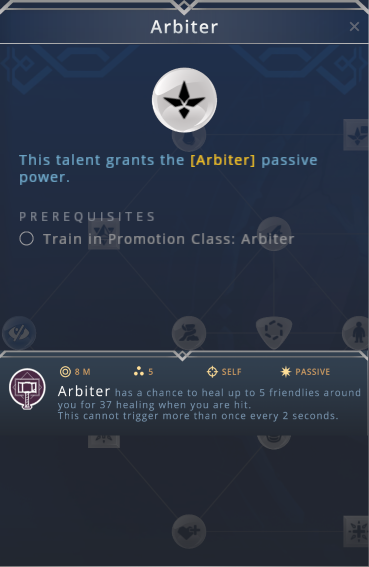 Arbiter
This talent grants the [Arbiter] passive
power.
PREREQUISITES
Train in Promotion Class: Arbiter
8 M 5 SELF PASSIVE
Arbiter has a chance to heal up to 5 friendlies around
you for 37 healing when you are hit.
This cannot trigger more than once every 2 seconds.